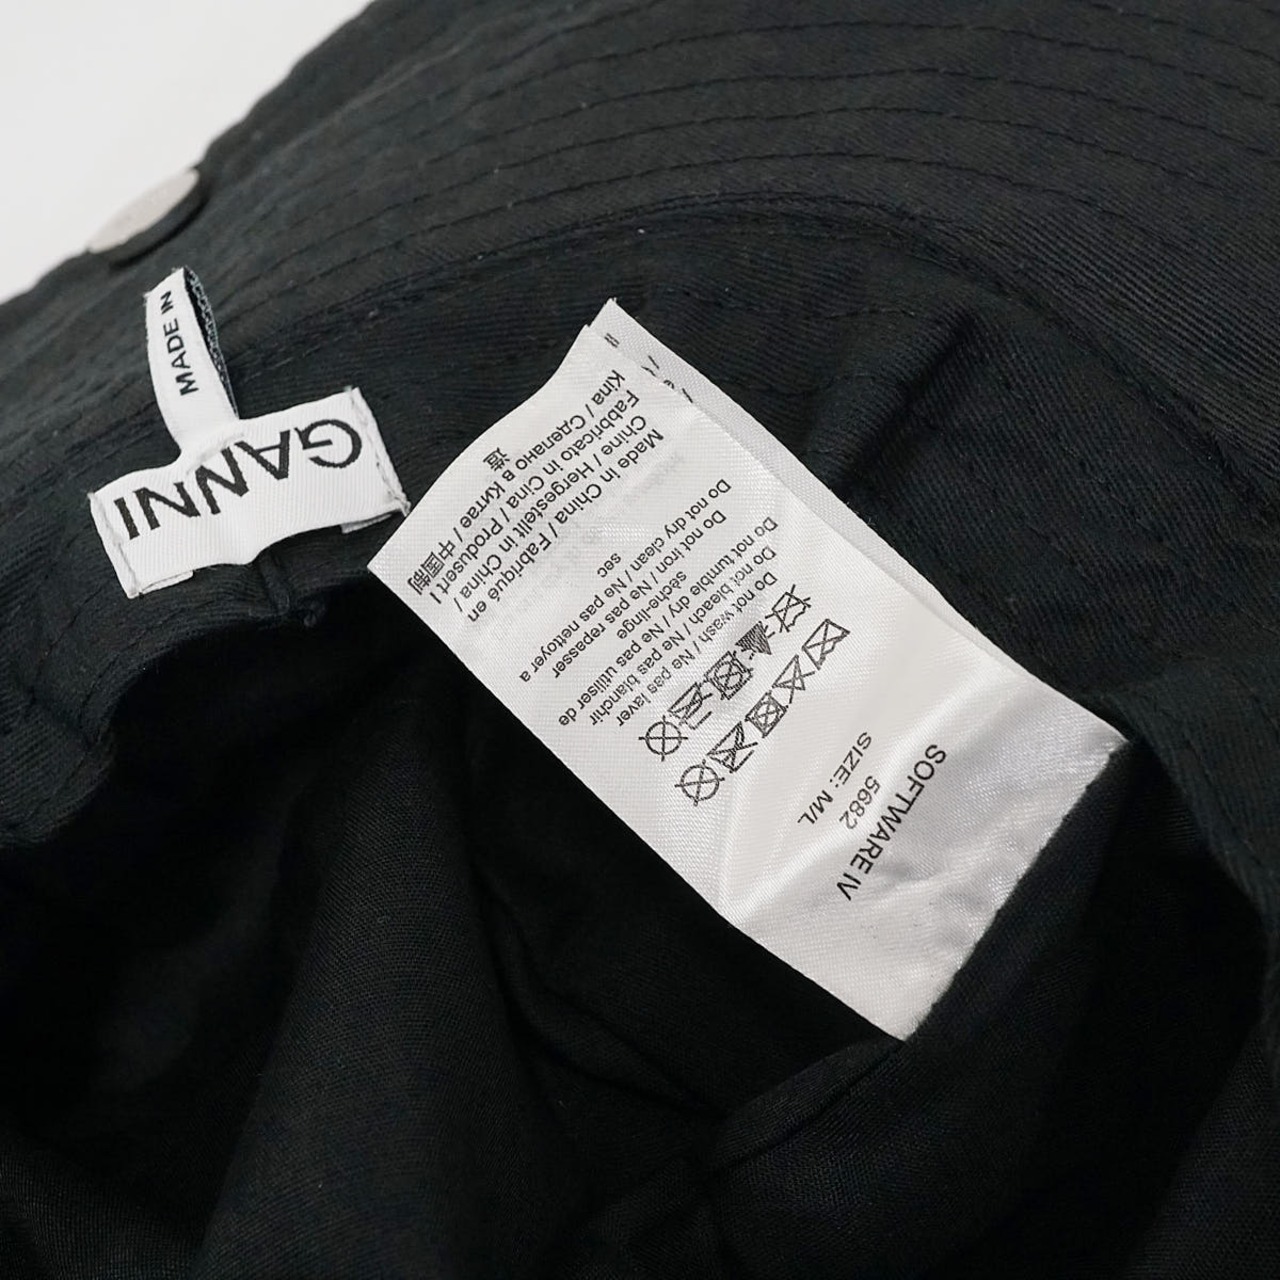 GANNI
MADE IN
SOFTWARE IV
5682
SIZE: M/L
Do not wash / Ne pas laver
Do not bleach / Ne pas blanchir
Do not tumble dry / Ne pas utiliser de
sèche-linge
Do not iron / Ne pas repasser
Do not dry clean / Ne pas nettoyer a
sec
Made in China / Fabriqué en
Chine / Hergestellt in China /
Fabbricato in Cina / Produsert i
Kina / Сделано в Китае / 中国制
造